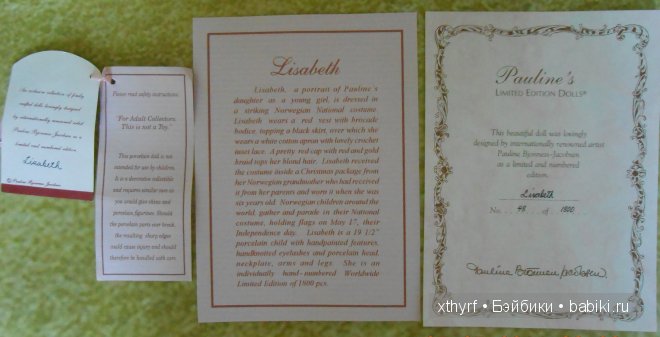 An exclusive collection of finely
crafted dolls lovingly designed
by internationally renowned artist
Pauline Bjonness-Jacobsen as a
limited and numbered edition.
Lisabeth
© Pauline Bjonness-Jacobsen
Please read safety instructions
"For Adult Collectors.
This is not a Toy."
This porcelain doll is not
intended for use by children.
It is a decorative collectible
and requires similar care as
you would give china and
porcelain figurines. Should
the porcelain parts ever break
the resulting sharp edges
could cause injury and should
therefore be handled with care.
Lisabeth
Lisabeth, a portrait of Pauline's
daughter as a young girl, is dressed in
a striking Norwegian National costume.
Lisabeth wears a red vest with brocade
bodice, topping a black skirt, over which she
wears a white cotton apron with lovely crochet
inset lace. A pretty red cap with red and gold
braid tops her blond hair. Lisabeth received
the costume inside a Christmas package from
her Norwegian grandmother who had received
it from her parents and worn it when she was
six years old. Norwegian children around the
world, gather and parade in their National
costume, holding flags on May 17, their
Independence day. Lisabeth is a 19 1/2"
porcelain child with handpainted features,
handknotted eyelashes and porcelain head,
neckplate, arms and legs. She is an
individually hand-numbered Worldwide
Limited Edition of 1800 pcs.
Pauline's
LIMITED EDITION DOLLS®
This beautiful doll was lovingly
designed by internationally renowned artist
Pauline Bjonness-Jacobsen
as a limited and numbered
edition.
Lisabeth
No. 48 of 1800
Pauline Bjonness Jacobsen
xthyrf • Бэйбики • babiki.ru